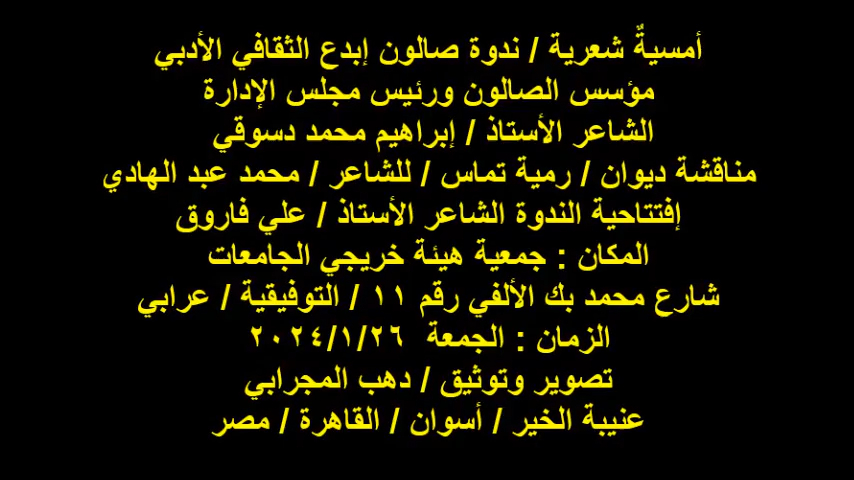 أمسيةٌ شعرية / ندوة صالون إبدع الثقافي الأدبي
مؤسس الصالون ورئيس مجلس الإدارة
الشاعر الأستاذ / إبراهيم محمد دسوقي
مناقشة ديوان / رمية تماس / للشاعر / محمد عبد الهادي
إفتتاحية الندوة الشاعر الأستاذ / علي فاروق
المكان : جمعية هيئة خريجي الجامعات
شارع محمد بك الألفي رقم ١١ / التوفيقية / عرابي
الزمان : الجمعة ٢٠٢٤/١/٢٦
تصوير وتوثيق / دهب المجرابي
عنيبة الخير / أسوان / القاهرة / مصر